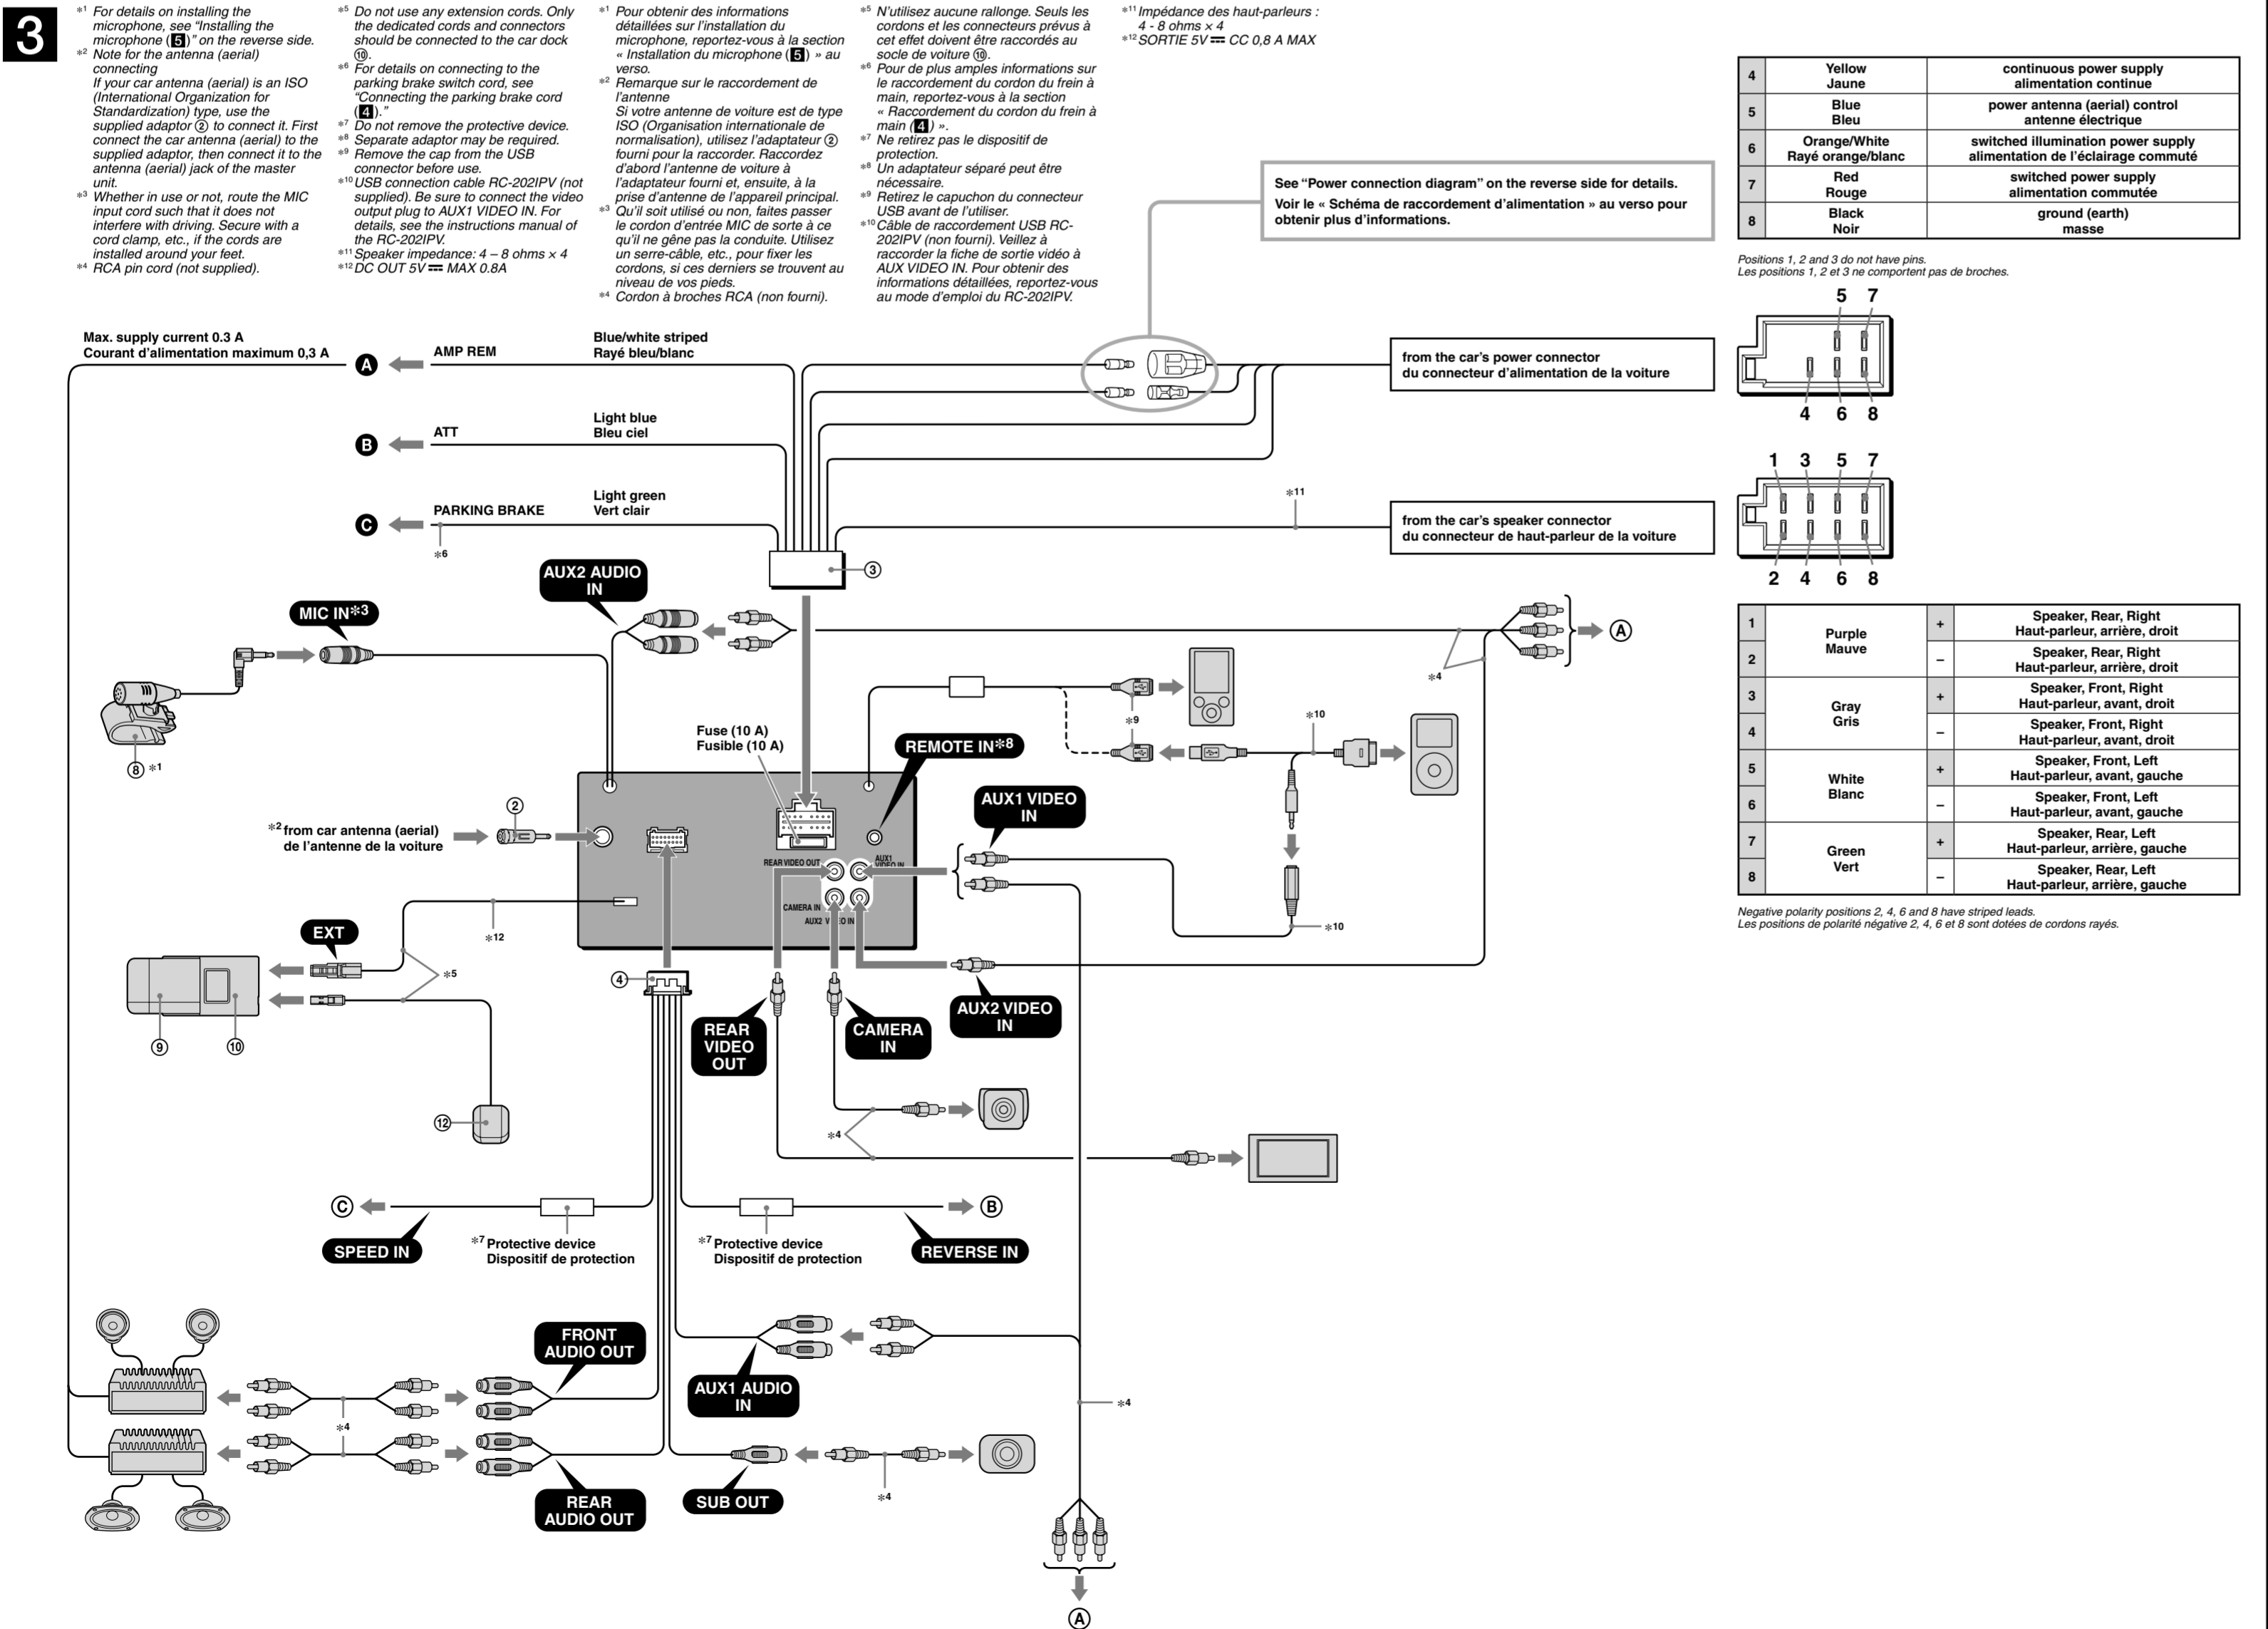 3
*1 For details on installing the
microphone, see “Installing the
microphone (5)” on the reverse side.
*2 Note for the antenna (aerial)
connecting
If your car antenna (aerial) is an ISO
(International Organization for
Standardization) type, use the
supplied adaptor ② to connect it. First
connect the car antenna (aerial) to the
supplied adaptor, then connect it to the
antenna (aerial) jack of the master
unit.
*3 Whether in use or not, route the MIC
input cord such that it does not
interfere with driving. Secure with a
cord clamp, etc., if the cords are
installed around your feet.
*4 RCA pin cord (not supplied).
*5 Do not use any extension cords. Only
the dedicated cords and connectors
should be connected to the car dock
⑩.
*6 For details on connecting to the
parking brake switch cord, see
“Connecting the parking brake cord
(4).”
*7 Do not remove the protective device.
*8 Separate adaptor may be required.
*9 Remove the cap from the USB
connector before use.
*10 USB connection cable RC-202IPV (not
supplied). Be sure to connect the video
output plug to AUX1 VIDEO IN. For
details, see the instructions manual of
the RC-202IPV.
*11 Speaker impedance: 4 – 8 ohms × 4
*12 DC OUT 5V ⎓ MAX 0.8A
*1 Pour obtenir des informations
détaillées sur l’installation du
microphone, reportez-vous à la section
« Installation du microphone (5) » au
verso.
*2 Remarque sur le raccordement de
l’antenne
Si votre antenne de voiture est de type
ISO (Organisation internationale de
normalisation), utilisez l’adaptateur ②
fourni pour la raccorder. Raccordez
d’abord l’antenne de voiture à
l’adaptateur fourni et, ensuite, à la
prise d’antenne de l’appareil principal.
*3 Qu’il soit utilisé ou non, faites passer
le cordon d’entrée MIC de sorte à ce
qu’il ne gêne pas la conduite. Utilisez
un serre-câble, etc., pour fixer les
cordons, si ces derniers se trouvent au
niveau de vos pieds.
*4 Cordon à broches RCA (non fourni).
*5 N’utilisez aucune rallonge. Seuls les
cordons et les connecteurs prévus à
cet effet doivent être raccordés au
socle de voiture ⑩.
*6 Pour de plus amples informations sur
le raccordement du cordon du frein à
main, reportez-vous à la section
« Raccordement du cordon du frein à
main (4) ».
*7 Ne retirez pas le dispositif de
protection.
*8 Un adaptateur séparé peut être
nécessaire.
*9 Retirez le capuchon du connecteur
USB avant de l’utiliser.
*10 Câble de raccordement USB RC-
202IPV (non fourni). Veillez à
raccorder la fiche de sortie vidéo à
AUX VIDEO IN. Pour obtenir des
informations détaillées, reportez-vous
au mode d’emploi du RC-202IPV.
*11 Impédance des haut-parleurs :
4 - 8 ohms × 4
*12 SORTIE 5V ⎓ CC 0,8 A MAX
4 Yellow continuous power supply
Jaune alimentation continue
5 Blue power antenna (aerial) control
Bleu antenne électrique
6 Orange/White switched illumination power supply
Rayé orange/blanc alimentation de l’éclairage commuté
7 Red switched power supply
Rouge alimentation commutée
8 Black ground (earth)
Noir masse
Positions 1, 2 and 3 do not have pins.
Les positions 1, 2 et 3 ne comportent pas de broches.
See “Power connection diagram” on the reverse side for details.
Voir le « Schéma de raccordement d’alimentation » au verso pour
obtenir plus d’informations.
5 7
4 6 8
Max. supply current 0.3 A
Courant d’alimentation maximum 0,3 A
A
AMP REM
Blue/white striped
Rayé bleu/blanc
from the car’s power connector
du connecteur d’alimentation de la voiture
B
ATT
Light blue
Bleu ciel
C
PARKING BRAKE
Light green
Vert clair
*6
*11
from the car’s speaker connector
du connecteur de haut-parleur de la voiture
1 3 5 7
2 4 6 8
③
AUX2 AUDIO
IN
MIC IN*3
A
*4
⑧ *1
*9
*10
Fuse (10 A)
Fusible (10 A)
REMOTE IN*8
②
*2 from car antenna (aerial)
de l’antenne de la voiture
AUX1 VIDEO
IN
REAR VIDEO OUT
AUX1
VIDEO IN
CAMERA IN
AUX2 VIDEO IN
*10
EXT
*12
*5
④
⑨
⑩
⑫
REAR
VIDEO
OUT
CAMERA
IN
AUX2 VIDEO
IN
*4
C
SPEED IN
*7 Protective device
Dispositif de protection
*7 Protective device
Dispositif de protection
B
REVERSE IN
FRONT
AUDIO OUT
AUX1 AUDIO
IN
*4
*4
REAR
AUDIO OUT
SUB OUT
*4
A
1 Purple + Speaker, Rear, Right
Mauve Haut-parleur, arrière, droit
2 – Speaker, Rear, Right
Haut-parleur, arrière, droit
3 Gray + Speaker, Front, Right
Gris Haut-parleur, avant, droit
4 – Speaker, Front, Right
Haut-parleur, avant, droit
5 White + Speaker, Front, Left
Blanc Haut-parleur, avant, gauche
6 – Speaker, Front, Left
Haut-parleur, avant, gauche
7 Green + Speaker, Rear, Left
Vert Haut-parleur, arrière, gauche
8 – Speaker, Rear, Left
Haut-parleur, arrière, gauche
Negative polarity positions 2, 4, 6 and 8 have striped leads.
Les positions de polarité négative 2, 4, 6 et 8 sont dotées de cordons rayés.